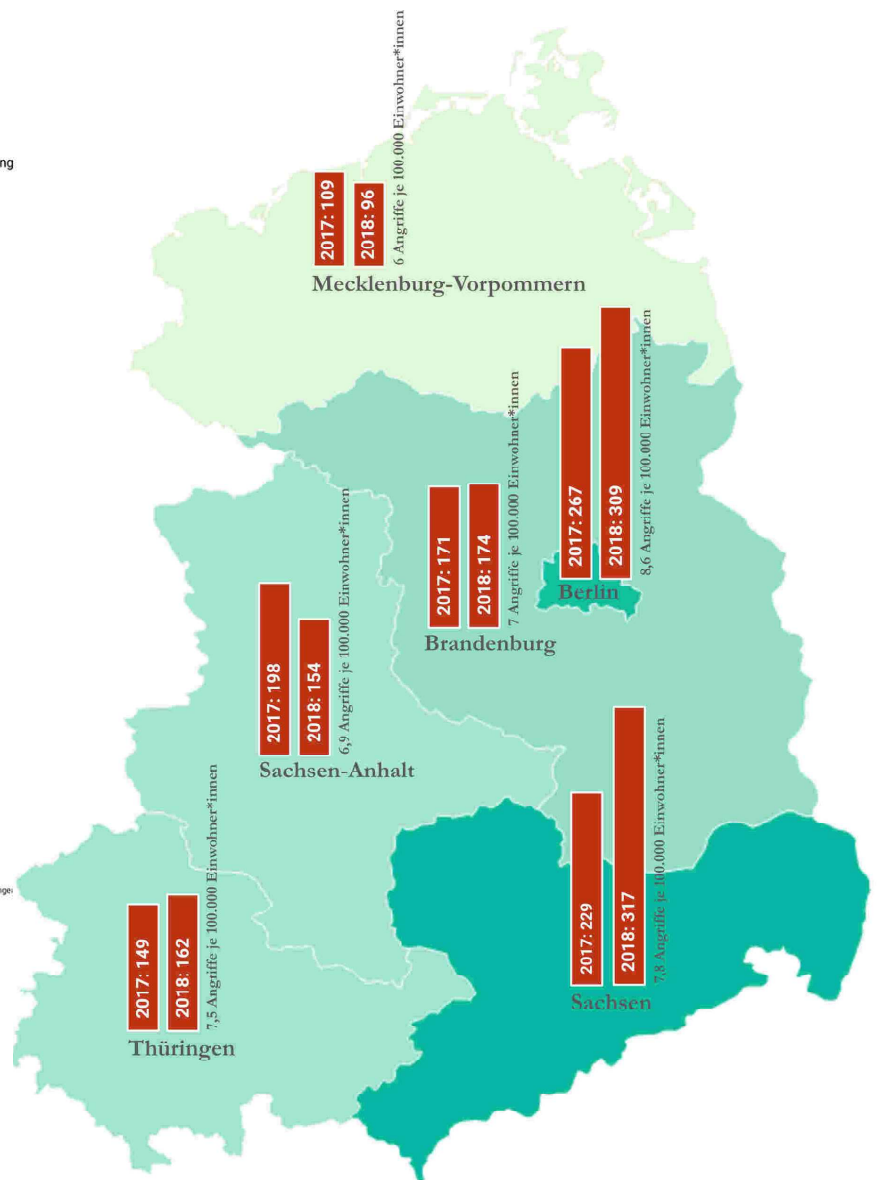 ng
2017: 109
2018: 96
6 Angriffe je 100.000 Einwohner*innen
Mecklenburg-Vorpommern
2017: 267
2018: 309
8,6 Angriffe je 100.000 Einwohner*innen
Berlin
2017: 171
2018: 174
7 Angriffe je 100.000 Einwohner*innen
Brandenburg
2017: 198
2018: 154
6,9 Angriffe je 100.000 Einwohner*innen
Sachsen-Anhalt
2017: 229
2018: 317
7,8 Angriffe je 100.000 Einwohner*innen
Sachsen
nger
2017: 149
2018: 162
7,5 Angriffe je 100.000 Einwohner*innen
Thüringen